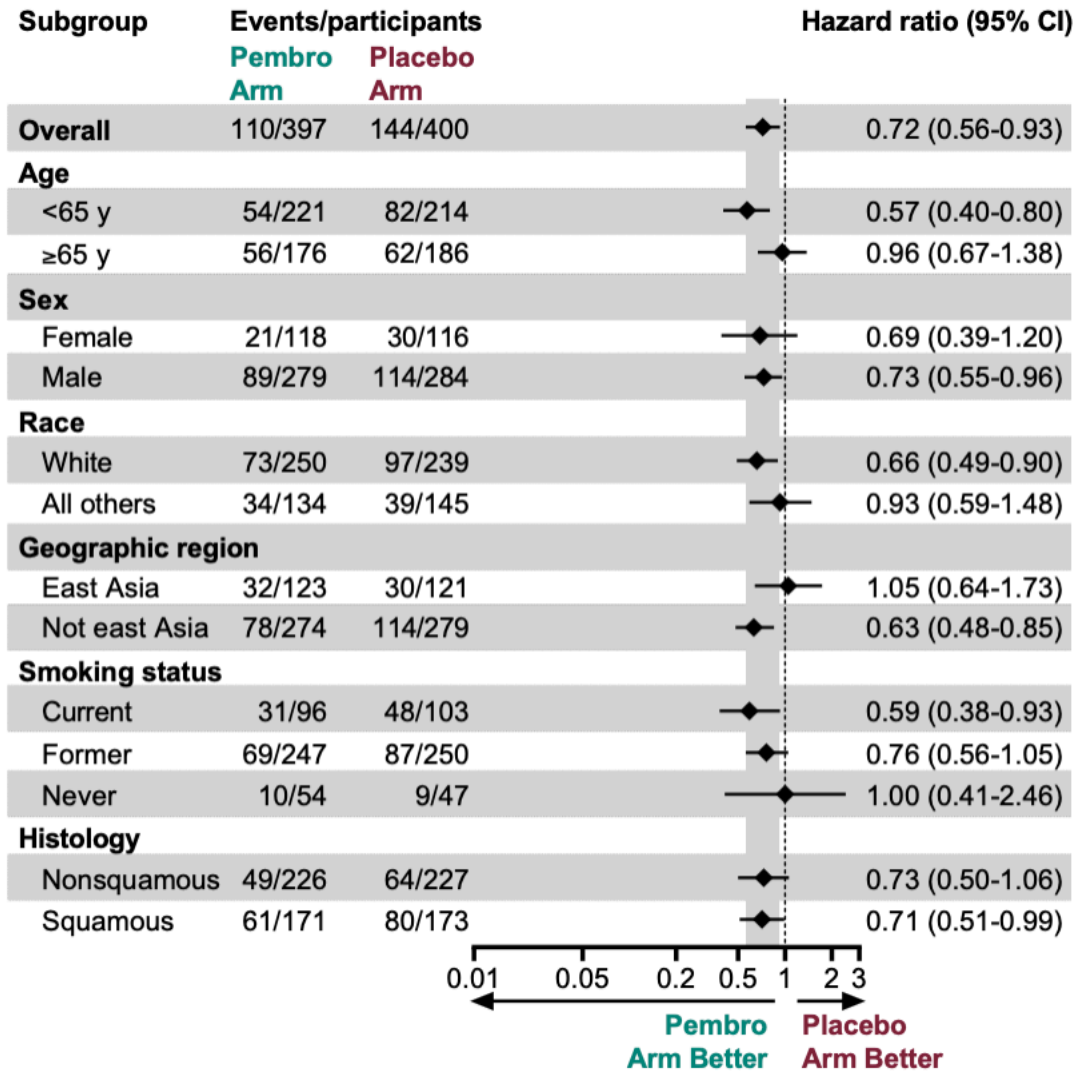 Subgroup Events/participants Hazard ratio (95% CI)
Pembro Placebo
Arm Arm
Overall 110/397 144/400 0.72 (0.56-0.93)
Age
<65 y 54/221 82/214 0.57 (0.40-0.80)
≥65 y 56/176 62/186 0.96 (0.67-1.38)
Sex
Female 21/118 30/116 0.69 (0.39-1.20)
Male 89/279 114/284 0.73 (0.55-0.96)
Race
White 73/250 97/239 0.66 (0.49-0.90)
All others 34/134 39/145 0.93 (0.59-1.48)
Geographic region
East Asia 32/123 30/121 1.05 (0.64-1.73)
Not east Asia 78/274 114/279 0.63 (0.48-0.85)
Smoking status
Current 31/96 48/103 0.59 (0.38-0.93)
Former 69/247 87/250 0.76 (0.56-1.05)
Never 10/54 9/47 1.00 (0.41-2.46)
Histology
Nonsquamous 49/226 64/227 0.73 (0.50-1.06)
Squamous 61/171 80/173 0.71 (0.51-0.99)
0.01 0.05 0.2 0.5 1 2 3
Pembro Placebo
Arm Better Arm Better